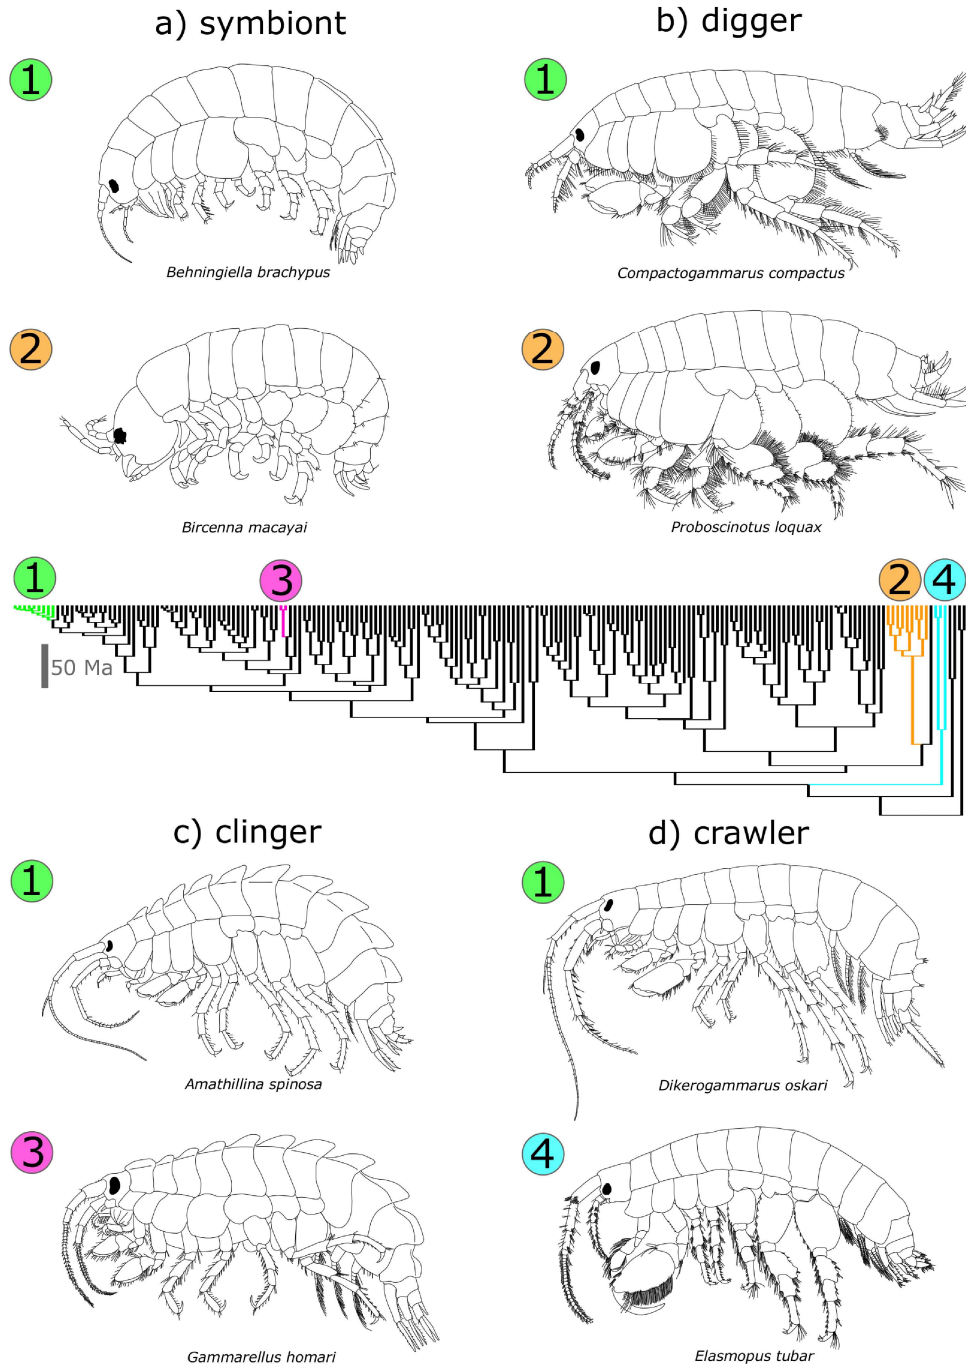 a) symbiont
b) digger
1
1
Behningiella brachypus
Compactogammarus compactus
2
2
Bircenna macayai
Proboscinotus loquax
1
3
2
4
50 Ma
c) clinger
d) crawler
1
1
Amathillina spinosa
Dikerogammarus oskari
3
4
Gammarellus homari
Elasmopus tubar